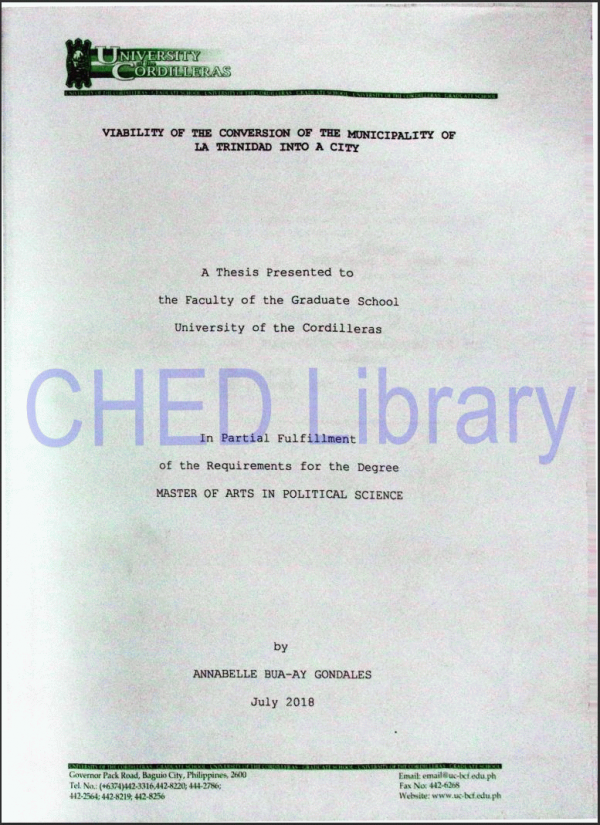 UNIVERSITY
of the
CORDILLERAS
VIABILITY OF THE CONVERSION OF THE MUNICIPALITY OF
LA TRINIDAD INTO A CITY
A Thesis Presented to
the Faculty of the Graduate School
University of the Cordilleras
CHED Library
In Partial Fulfillment
of the Requirements for the Degree
MASTER OF ARTS IN POLITICAL SCIENCE
by
ANNABELLE BUA-AY GONDALES
July 2018
Governor Pack Road, Baguio City, Philippines, 2600
Tel. No.: (+6374)442-3316,442-8220; 444-2786;
442-2564; 442-8219; 442-8256
Email: email@uc-bcf.edu.ph
Fax No: 442-6268
Website: www.uc-bcf.edu.ph